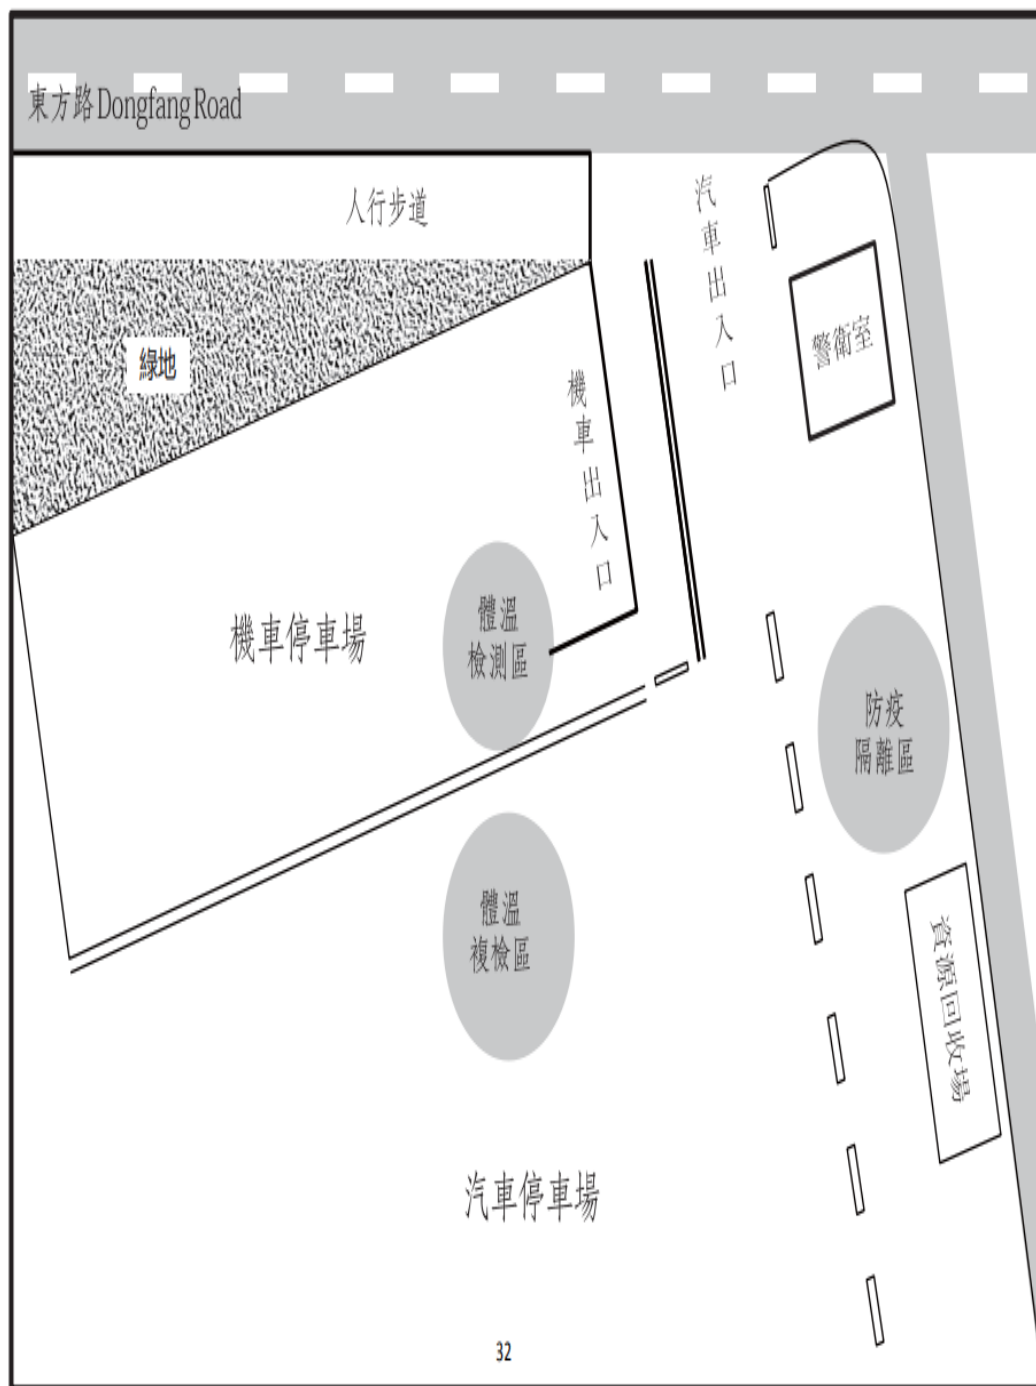 東方路 Dongfang Road
人行步道
汽車出入口
警衛室
綠地
機車出入口
機車停車場
體溫
檢測區
防疫
隔離區
體溫
複檢區
資源回收場
汽車停車場
32